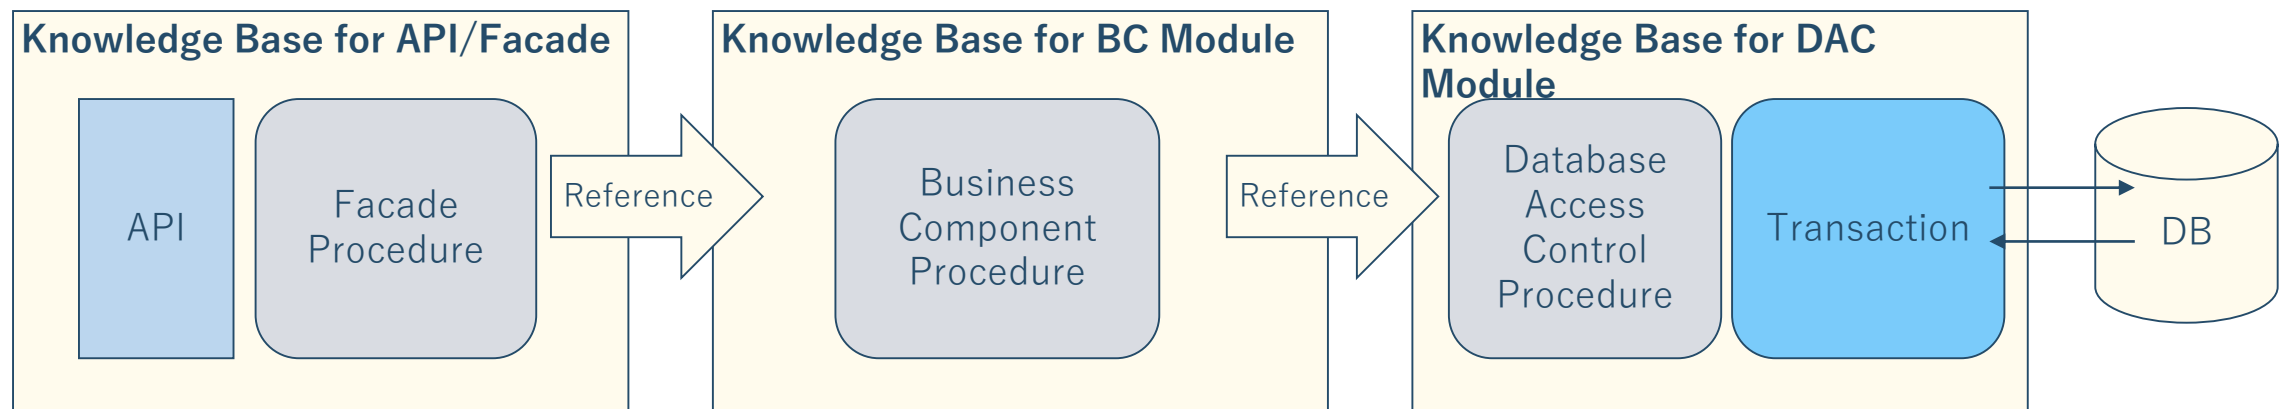 Knowledge Base for API/Facade
API
Facade
Procedure
Reference
Knowledge Base for BC Module
Business
Component
Procedure
Reference
Knowledge Base for DAC
Module
Database
Access
Control
Procedure
Transaction
DB